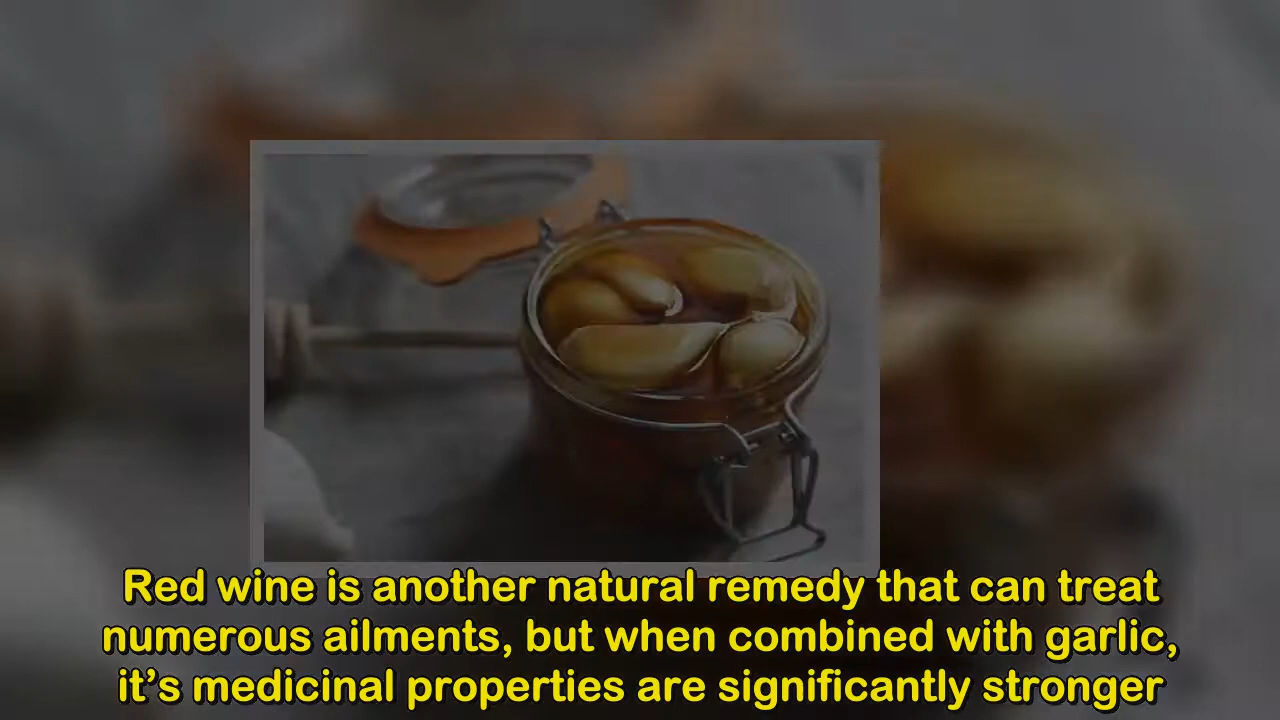 Red wine is another natural remedy that can treat
numerous ailments, but when combined with garlic,
it’s medicinal properties are significantly stronger